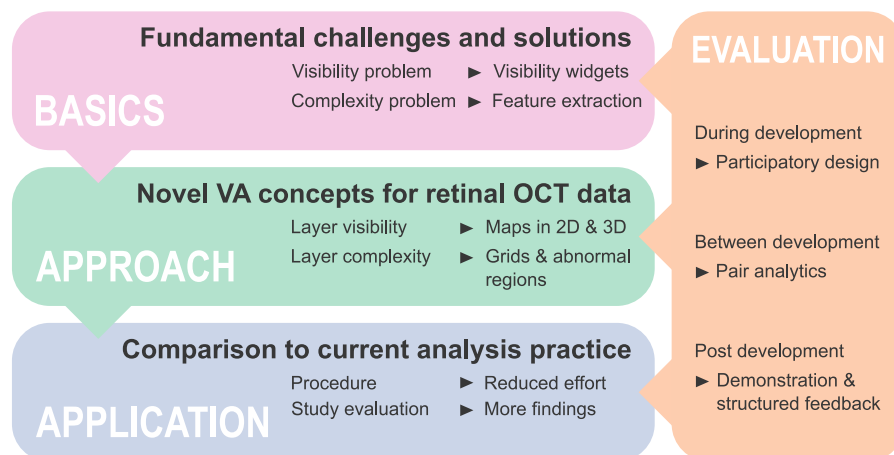 Fundamental challenges and solutions
Visibility problem ► Visibility widgets
Complexity problem ► Feature extraction
BASICS
Novel VA concepts for retinal OCT data
Layer visibility ► Maps in 2D & 3D
Layer complexity ► Grids & abnormal
regions
APPROACH
Comparison to current analysis practice
Procedure ► Reduced effort
Study evaluation ► More findings
APPLICATION
EVALUATION
During development
► Participatory design
Between development
► Pair analytics
Post development
► Demonstration &
structured feedback